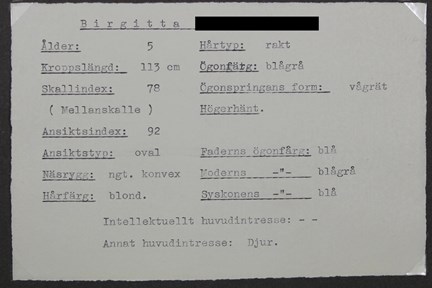 Birgitta
Ålder: 5 Hårtyp: rakt
Kroppslängd: 113 cm Ögonfärg: blågrå
Skallindex: 78 Ögonspringans form: vågrät
( Mellanskalle ) Högerhänt.
Ansiktsindex: 92
Ansiktstyp: oval Faderns ögonfärg: blå
Näsrygg: ngt. konvex Moderns -"- blågrå
Hårfärg: blond. Syskonens -"- blå
Intellektuellt huvudintresse: - -
Annat huvudintresse: Djur.